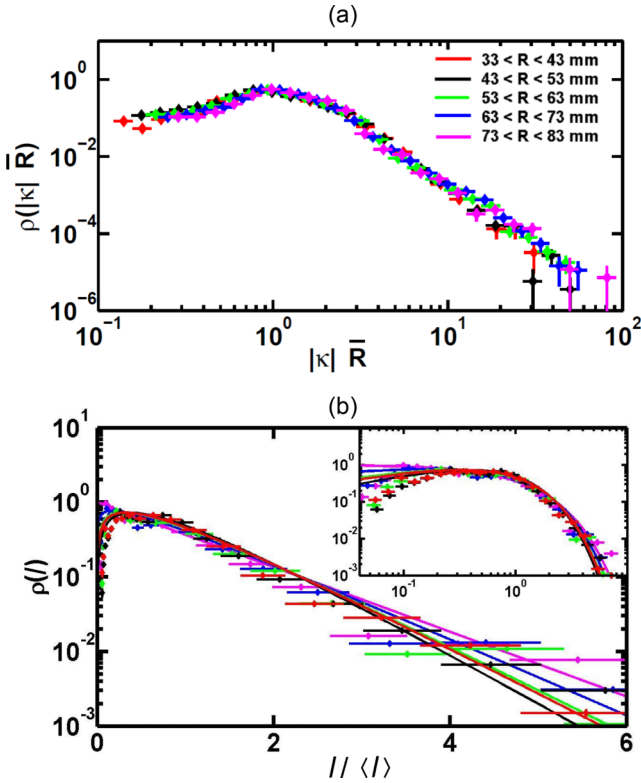 (a)
10^0
10^-2
10^-4
10^-6
ρ(|κ| R̅)
33 < R < 43 mm
43 < R < 53 mm
53 < R < 63 mm
63 < R < 73 mm
73 < R < 83 mm
10^-1 10^0 10^1 10^2
|κ| R̅
(b)
10^1
10^0
10^-1
10^-2
10^-3
ρ(l)
10^0
10^-1
10^-2
10^-3
10^-1 10^0
0 2 4 6
l / ⟨l⟩